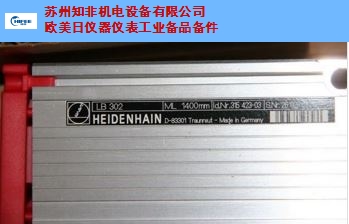 苏州知非机电设备有限公司
欧美日仪器仪表工业备品备件
LB 302 ML 1400mm Id.Nr. 315 423-03 S.Nr.
HEIDENHAIN D-83301 Traunreut - Made in Germany